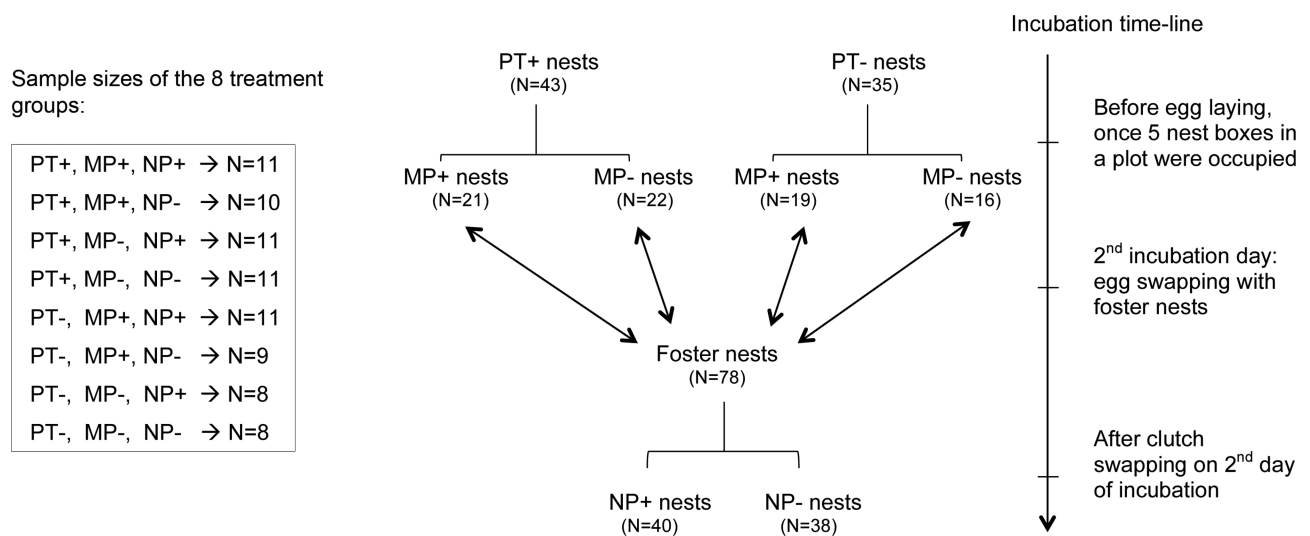 Incubation time-line
Sample sizes of the 8 treatment
groups:
PT+, MP+, NP+ → N=11
PT+, MP+, NP- → N=10
PT+, MP-, NP+ → N=11
PT+, MP-, NP- → N=11
PT-, MP+, NP+ → N=11
PT-, MP+, NP- → N=9
PT-, MP-, NP+ → N=8
PT-, MP-, NP- → N=8
PT+ nests
(N=43)
PT- nests
(N=35)
MP+ nests
(N=21)
MP- nests
(N=22)
MP+ nests
(N=19)
MP- nests
(N=16)
Foster nests
(N=78)
NP+ nests
(N=40)
NP- nests
(N=38)
Before egg laying,
once 5 nest boxes in
a plot were occupied
2nd incubation day:
egg swapping with
foster nests
After clutch
swapping on 2nd day
of incubation